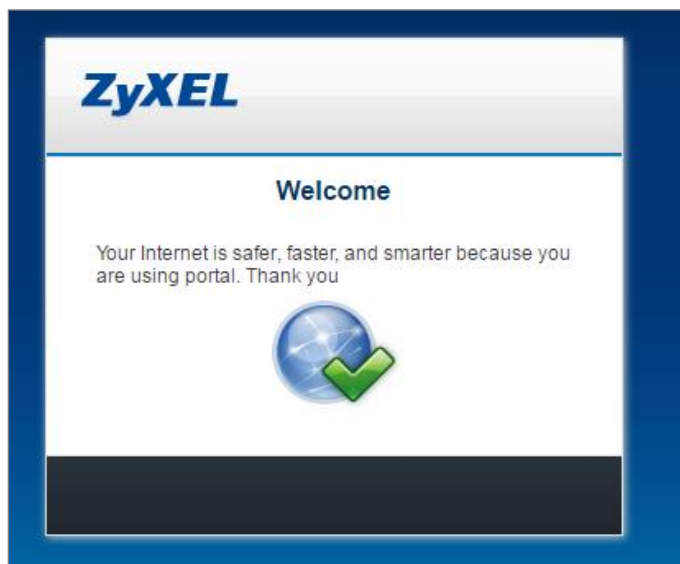 ZyXEL
Welcome
Your Internet is safer, faster, and smarter because you
are using portal. Thank you